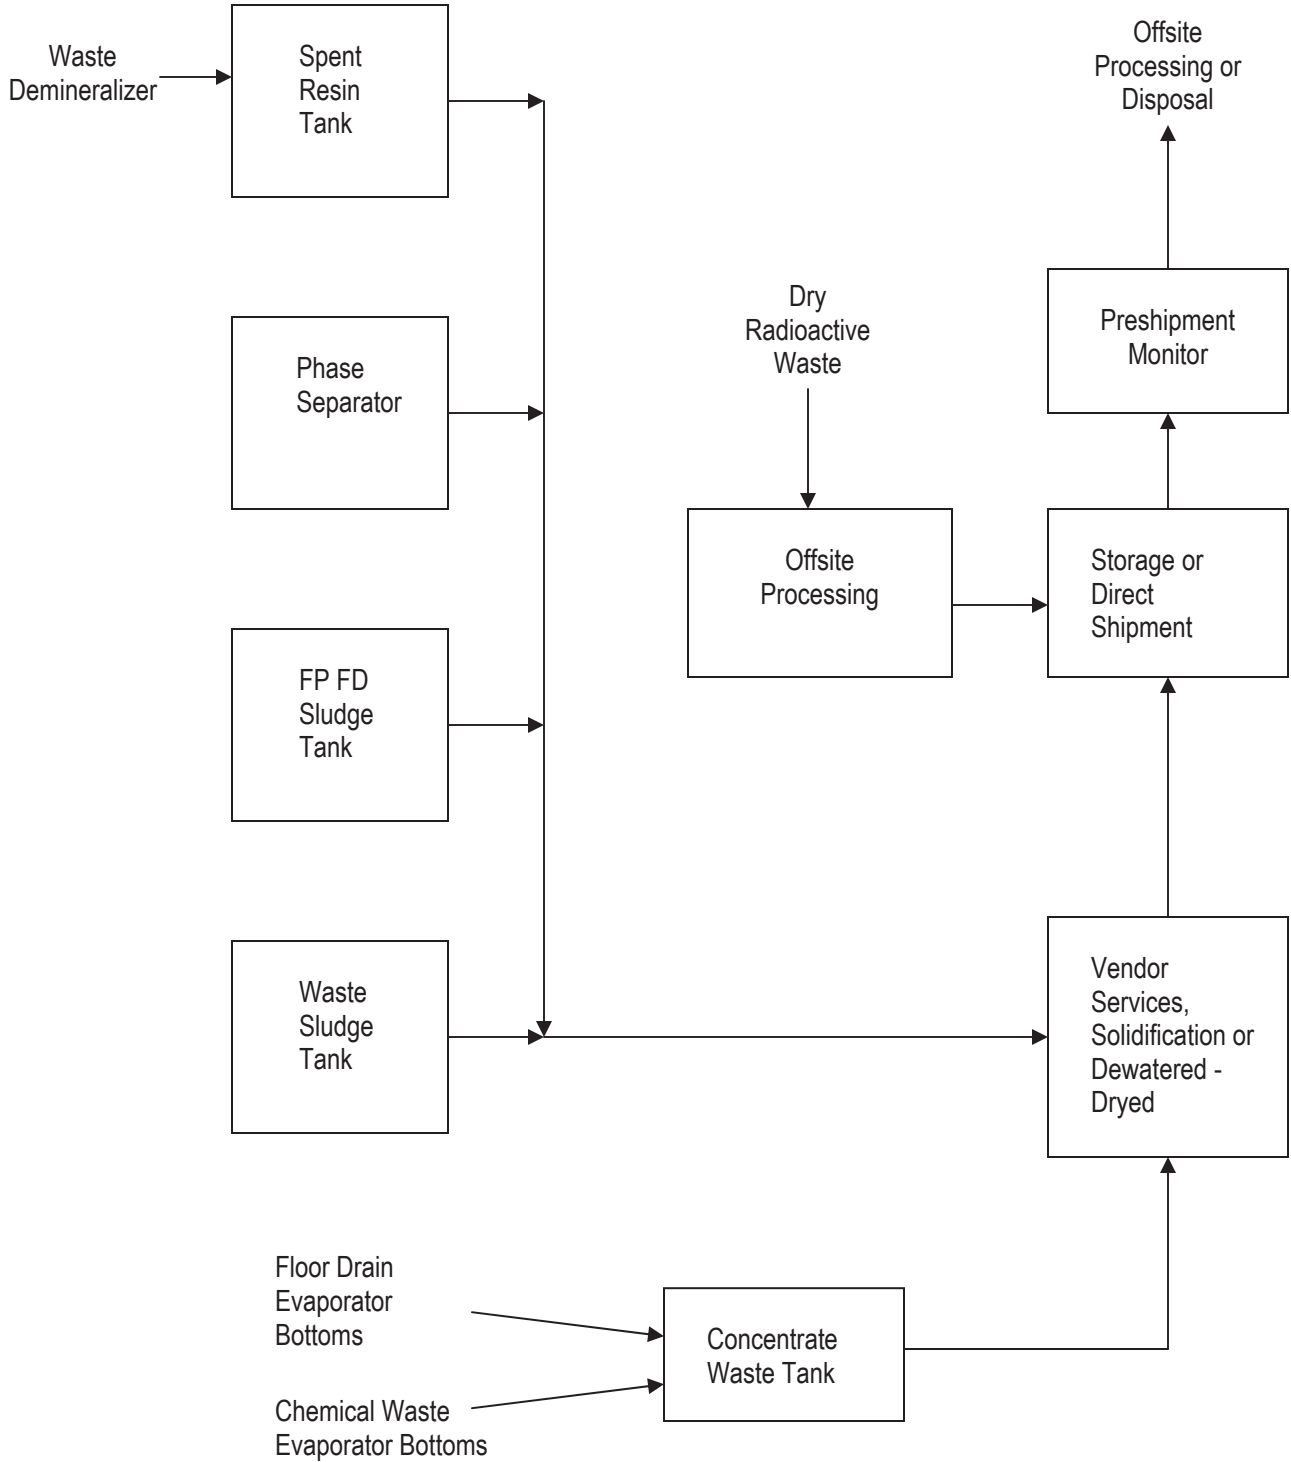 Waste
Demineralizer
Spent
Resin
Tank
Offsite
Processing or
Disposal
Phase
Separator
Dry
Radioactive
Waste
Preshipment
Monitor
Offsite
Processing
Storage or
Direct
Shipment
FP FD
Sludge
Tank
Waste
Sludge
Tank
Vendor
Services,
Solidification or
Dewatered -
Dryed
Floor Drain
Evaporator
Bottoms
Concentrate
Waste Tank
Chemical Waste
Evaporator Bottoms